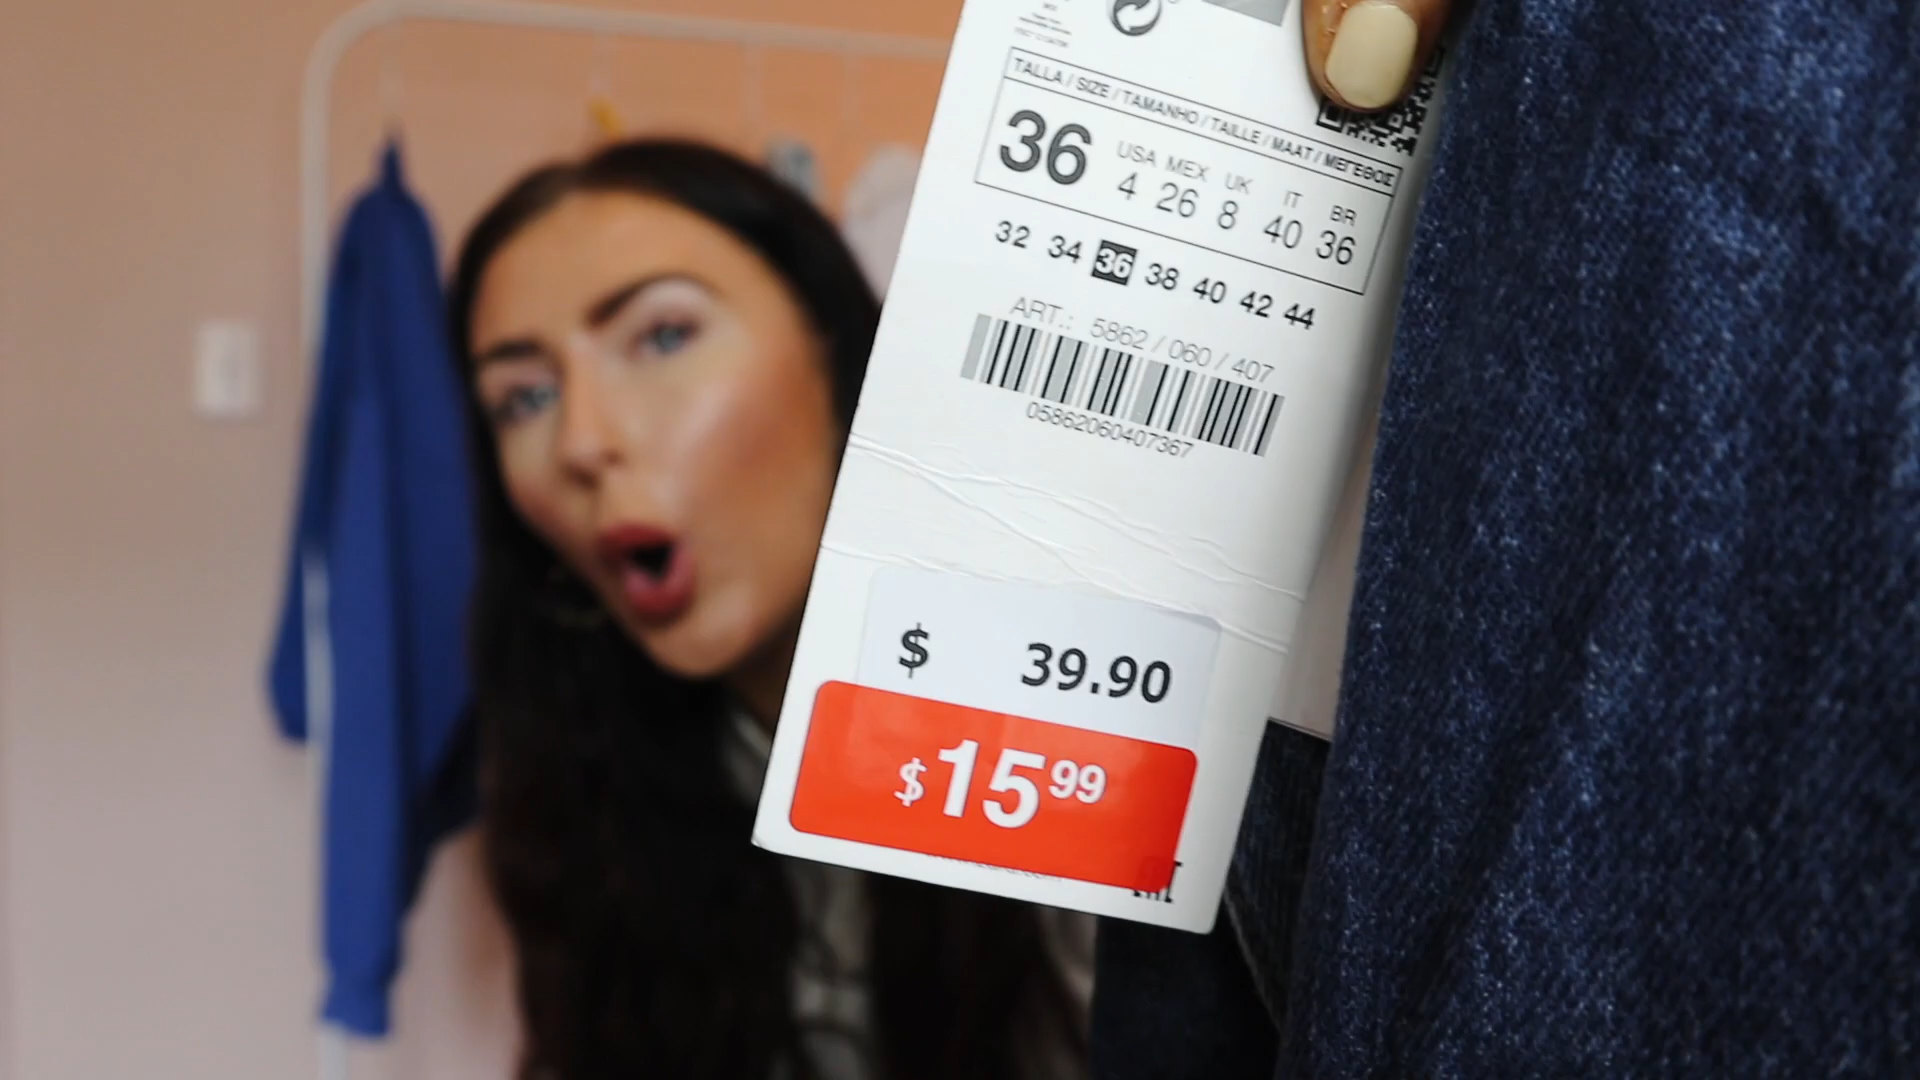 TALLA / SIZE / TAMANHO / TAILLE / MAAT / ΜΕΓΕΘΟΣ
36 USA MEX UK IT BR
4 26 8 40 36
32 34 36 38 40 42 44
ART.: 5862 / 060 / 407
05862060407367
$ 39.90
$15 99